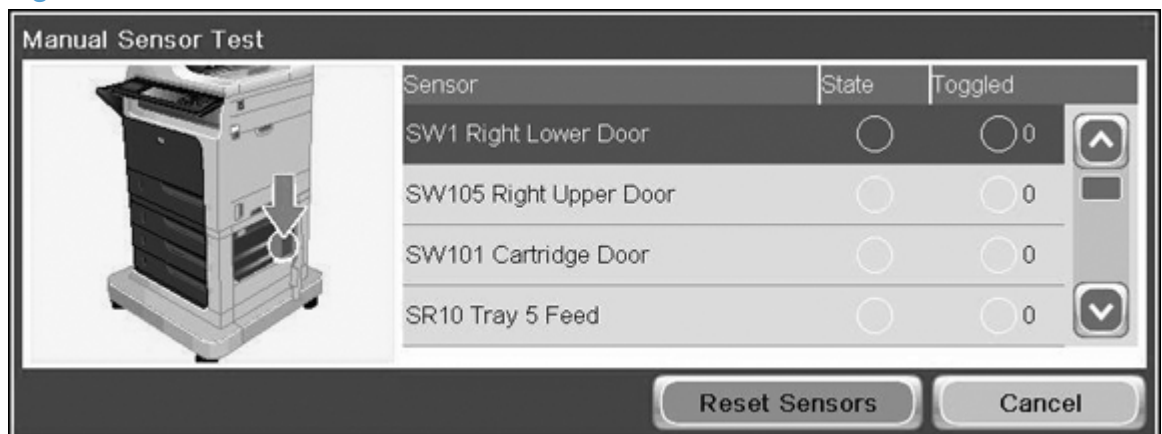 Manual Sensor Test
Sensor State Toggled
SW1 Right Lower Door 0
SW105 Right Upper Door 0
SW101 Cartridge Door 0
SR10 Tray 5 Feed 0
Reset Sensors Cancel